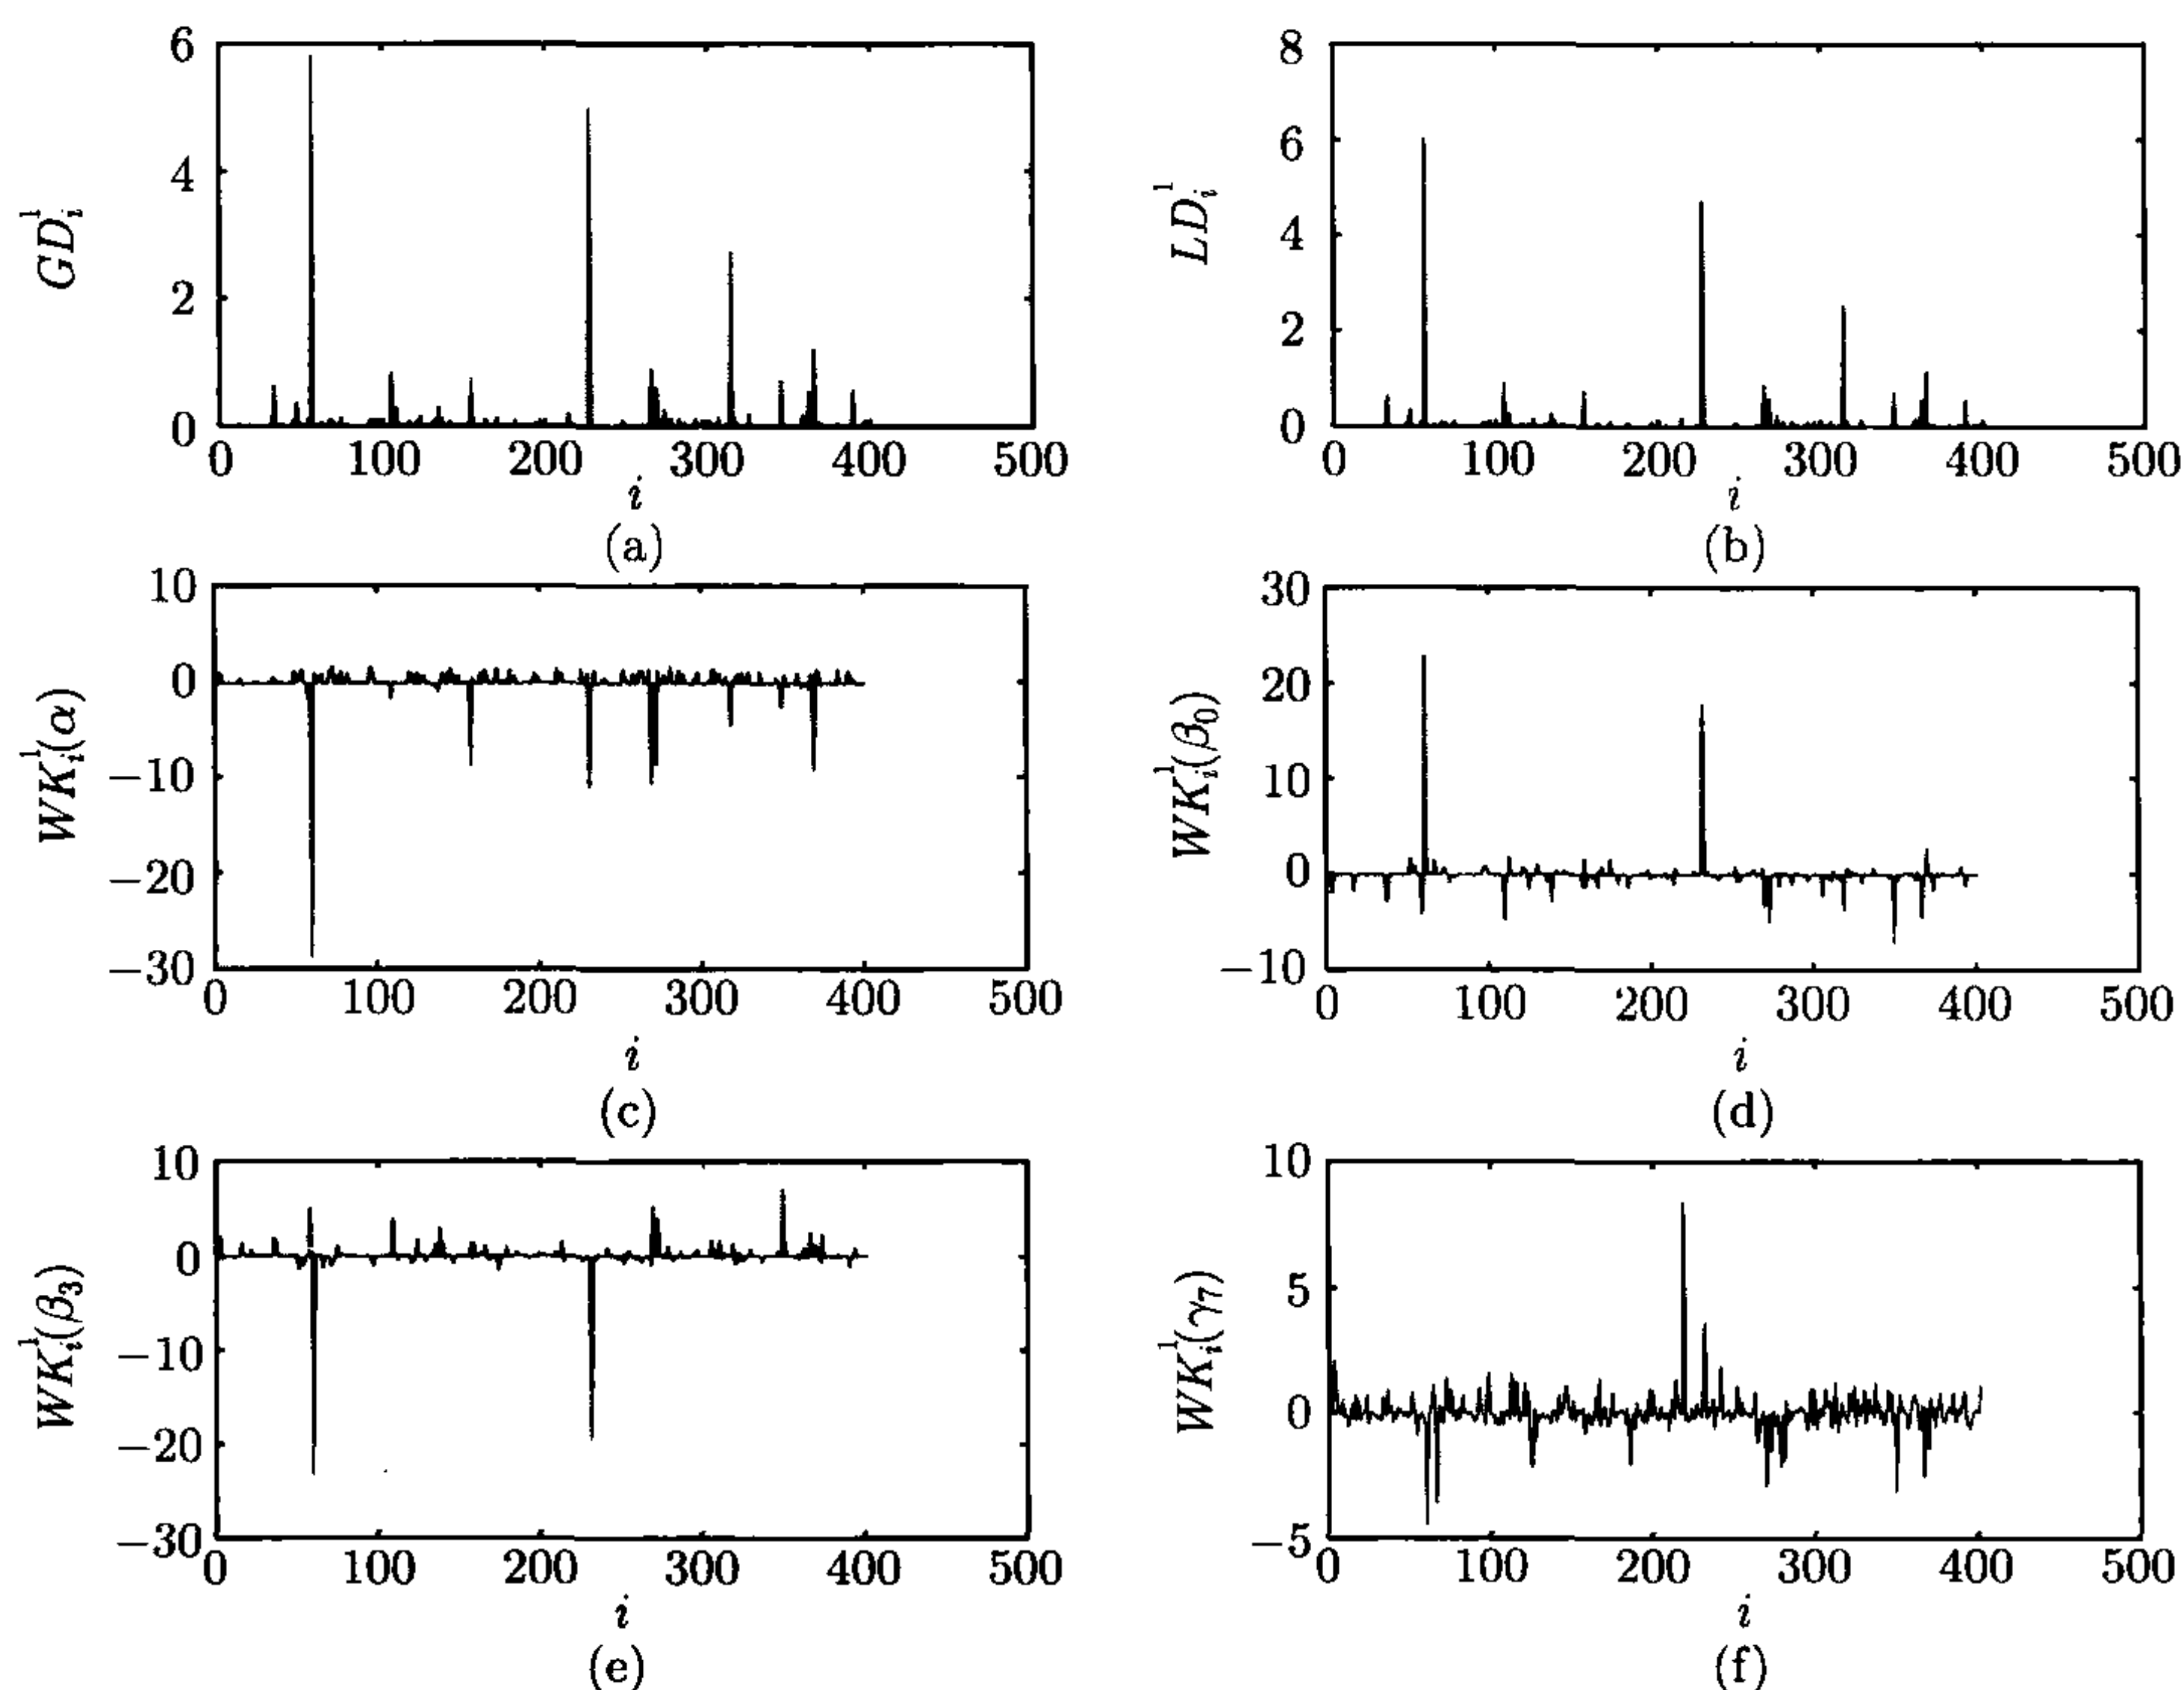 GD_i^1
6
4
2
0
0 100 200 300 400 500
i
(a)
LD_i^1
8
6
4
2
0
0 100 200 300 400 500
i
(b)
WK_i^1(α)
10
0
−10
−20
−30
0 100 200 300 400 500
i
(c)
WK_i^1(β_0)
30
20
10
0
−10
0 100 200 300 400 500
i
(d)
WK_i^1(β_3)
10
0
−10
−20
−30
0 100 200 300 400 500
i
(e)
WK_i^1(γ_7)
10
5
0
−5
0 100 200 300 400 500
i
(f)